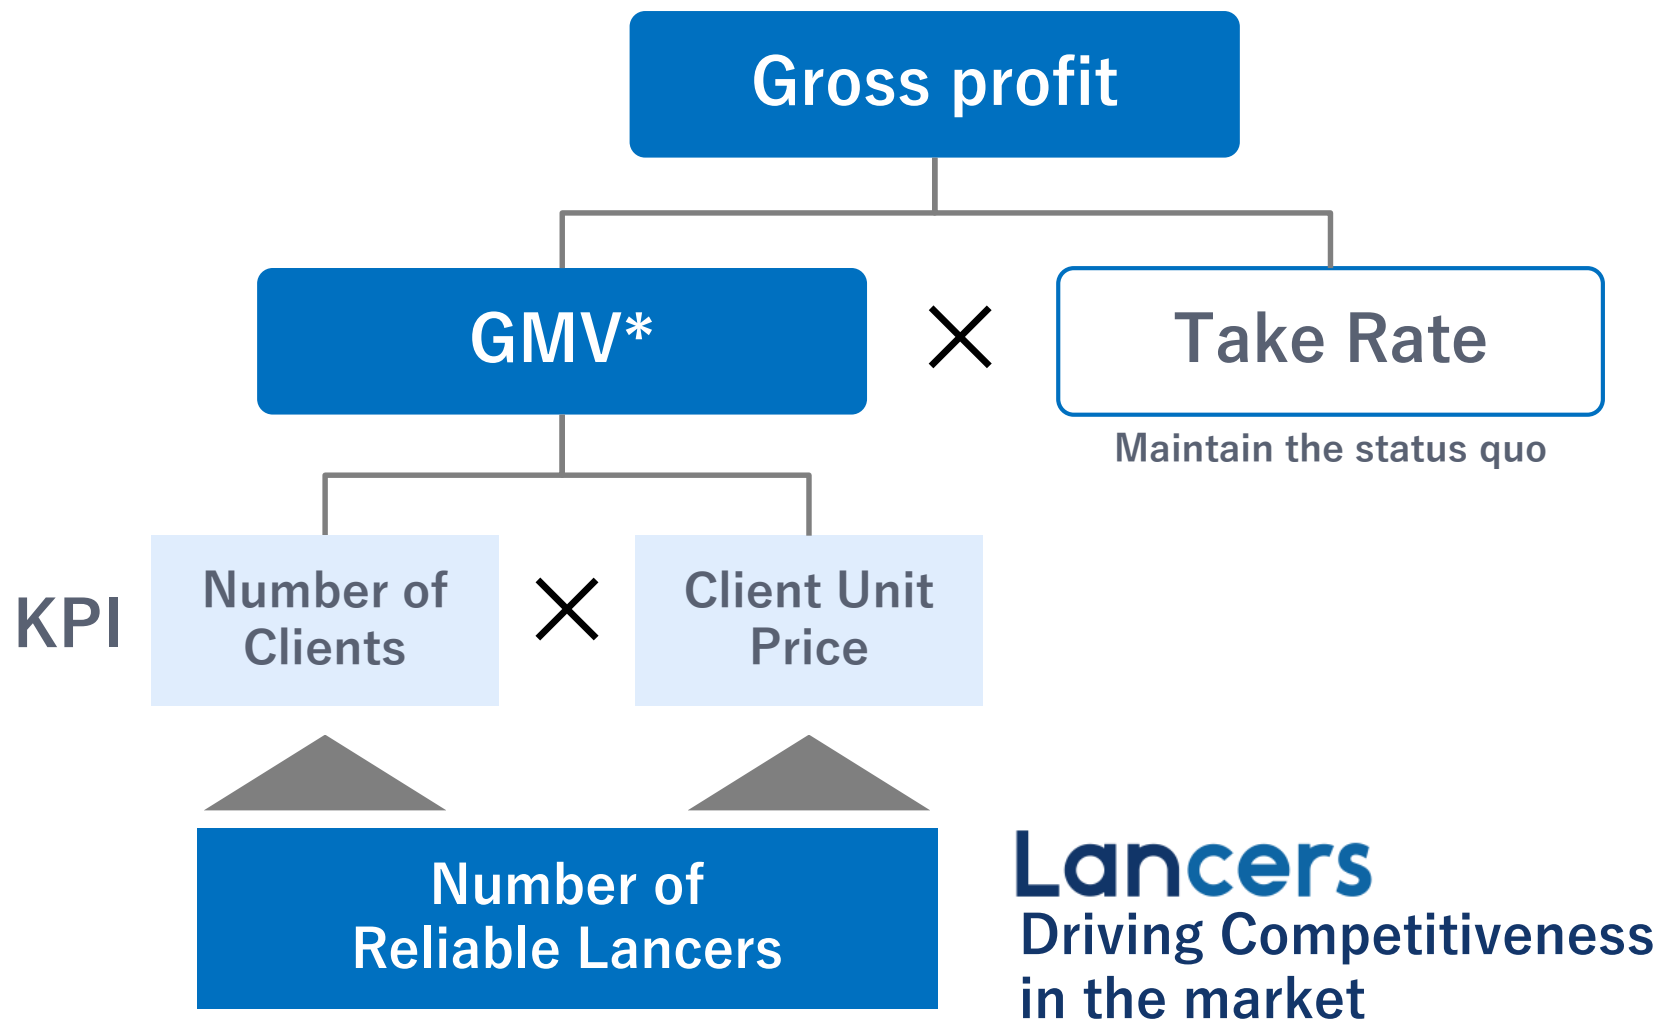 Gross profit
GMV*
Take Rate
Maintain the status quo
KPI
Number of
Clients
Client Unit
Price
Number of
Reliable Lancers
Lancers
Driving Competitiveness
in the market